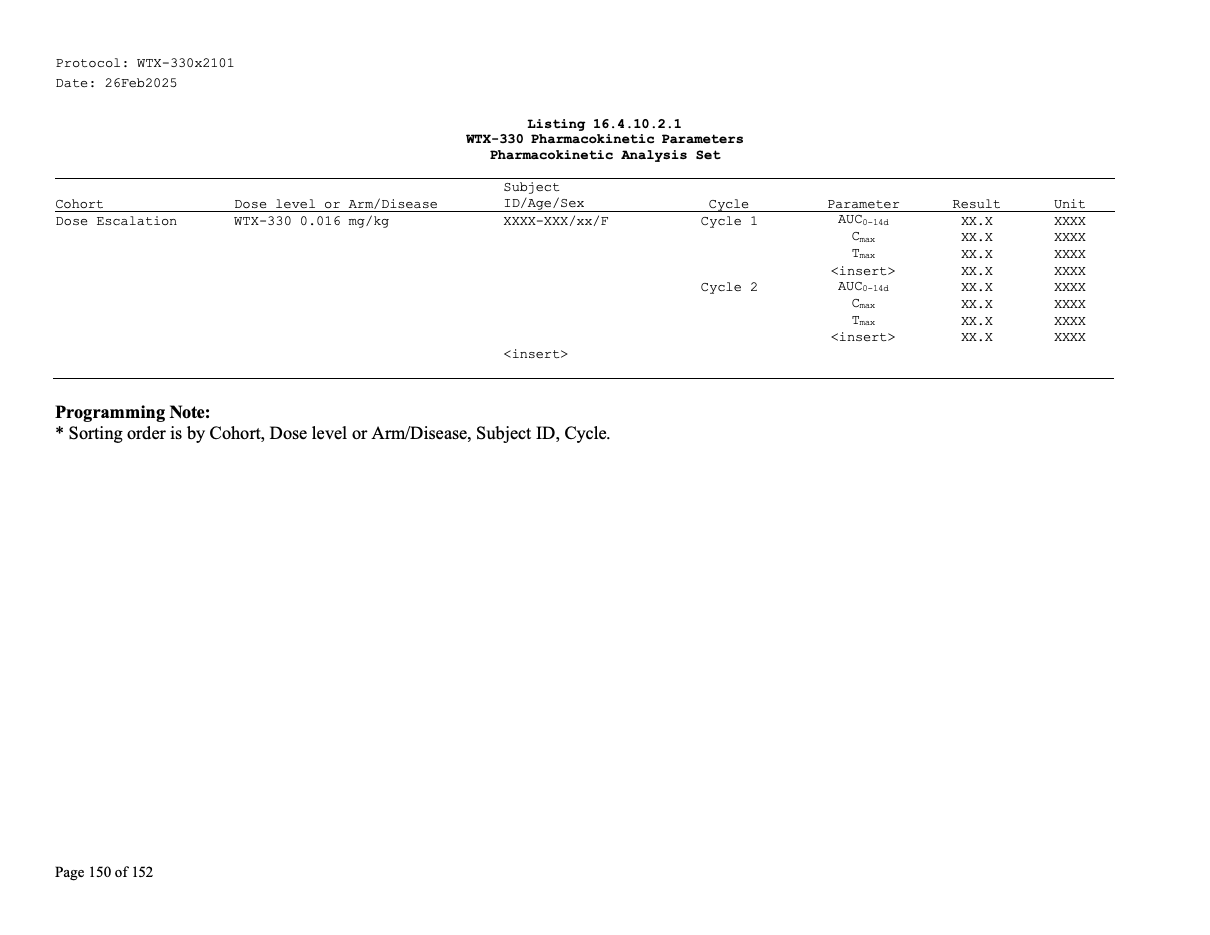 Protocol: WTX-330x2101
Date: 26Feb2025
Listing 16.4.10.2.1
WTX-330 Pharmacokinetic Parameters
Pharmacokinetic Analysis Set
Subject
Cohort Dose level or Arm/Disease ID/Age/Sex Cycle Parameter Result Unit
Dose Escalation WTX-330 0.016 mg/kg XXXX-XXX/xx/F Cycle 1 AUC0-14d XX.X XXXX
Cmax XX.X XXXX
Tmax XX.X XXXX
<insert> XX.X XXXX
Cycle 2 AUC0-14d XX.X XXXX
Cmax XX.X XXXX
Tmax XX.X XXXX
<insert> XX.X XXXX
<insert>
Programming Note:
* Sorting order is by Cohort, Dose level or Arm/Disease, Subject ID, Cycle.
Page 150 of 152